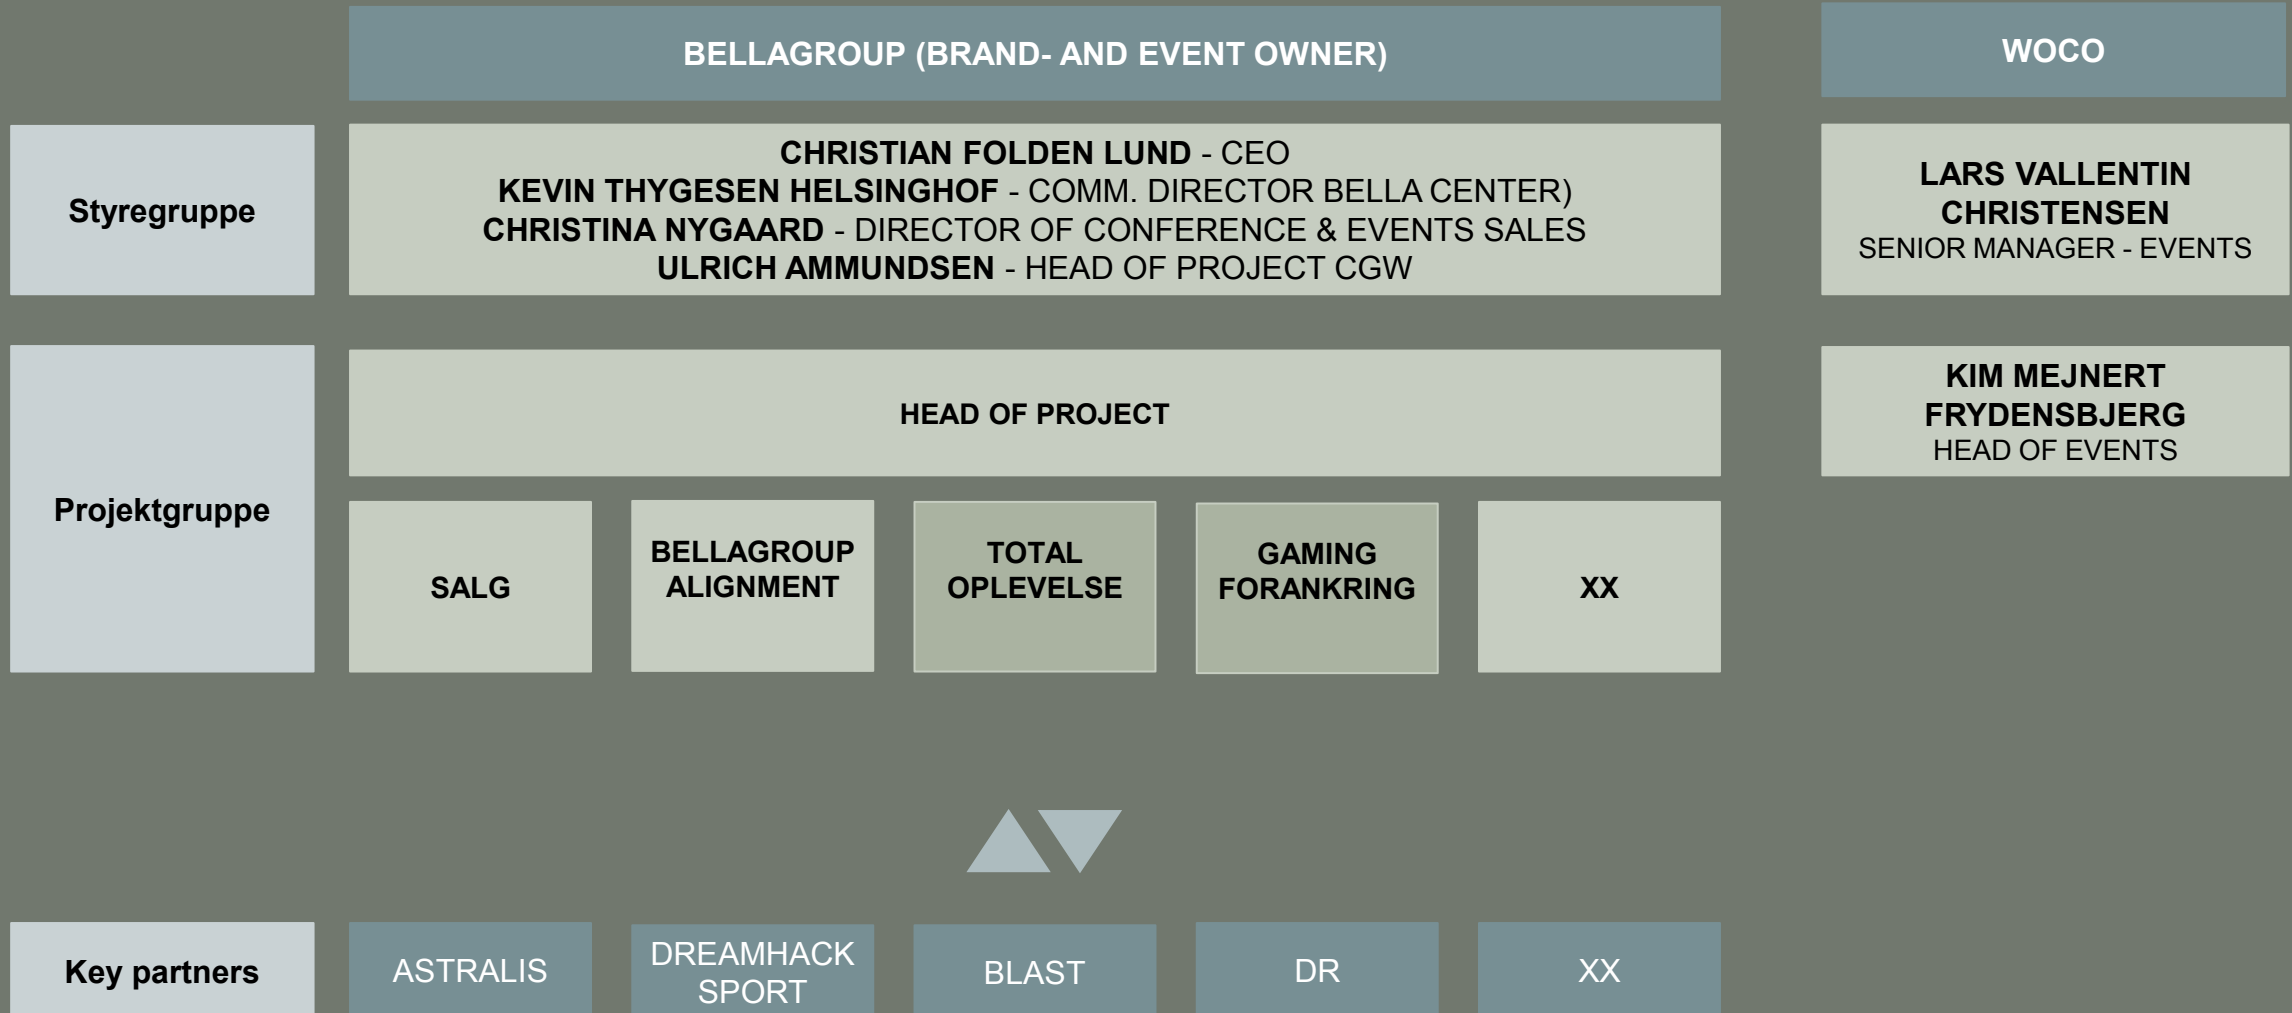 BELLAGROUP (BRAND- AND EVENT OWNER)
WOCO
Styregruppe
CHRISTIAN FOLDEN LUND - CEO
KEVIN THYGESEN HELSINGHOF - COMM. DIRECTOR BELLA CENTER)
CHRISTINA NYGAARD - DIRECTOR OF CONFERENCE & EVENTS SALES
ULRICH AMMUNDSEN - HEAD OF PROJECT CGW
LARS VALLENTIN
CHRISTENSEN
SENIOR MANAGER - EVENTS
Projektgruppe
HEAD OF PROJECT
KIM MEJNERT
FRYDENSBJERG
HEAD OF EVENTS
SALG
BELLAGROUP
ALIGNMENT
TOTAL
OPLEVELSE
GAMING
FORANKRING
XX
Key partners
ASTRALIS
DREAMHACK
SPORT
BLAST
DR
XX